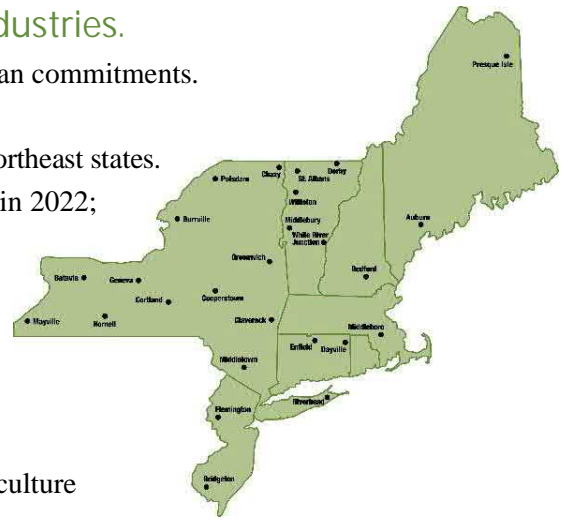 dustries.
an commitments.
ortheast states.
in 2022;
culture
Presque Isle
Potsdam
Chazy
St. Albans
Derby
Williston
Burrville
Middlebury
White River
Junction
Auburn
Greenwich
Bedford
Batavia
Geneva
Cortland
Cooperstown
Mayville
Hornell
Claverack
Middleboro
Enfield
Dayville
Middletown
Riverhead
Flemington
Bridgeton